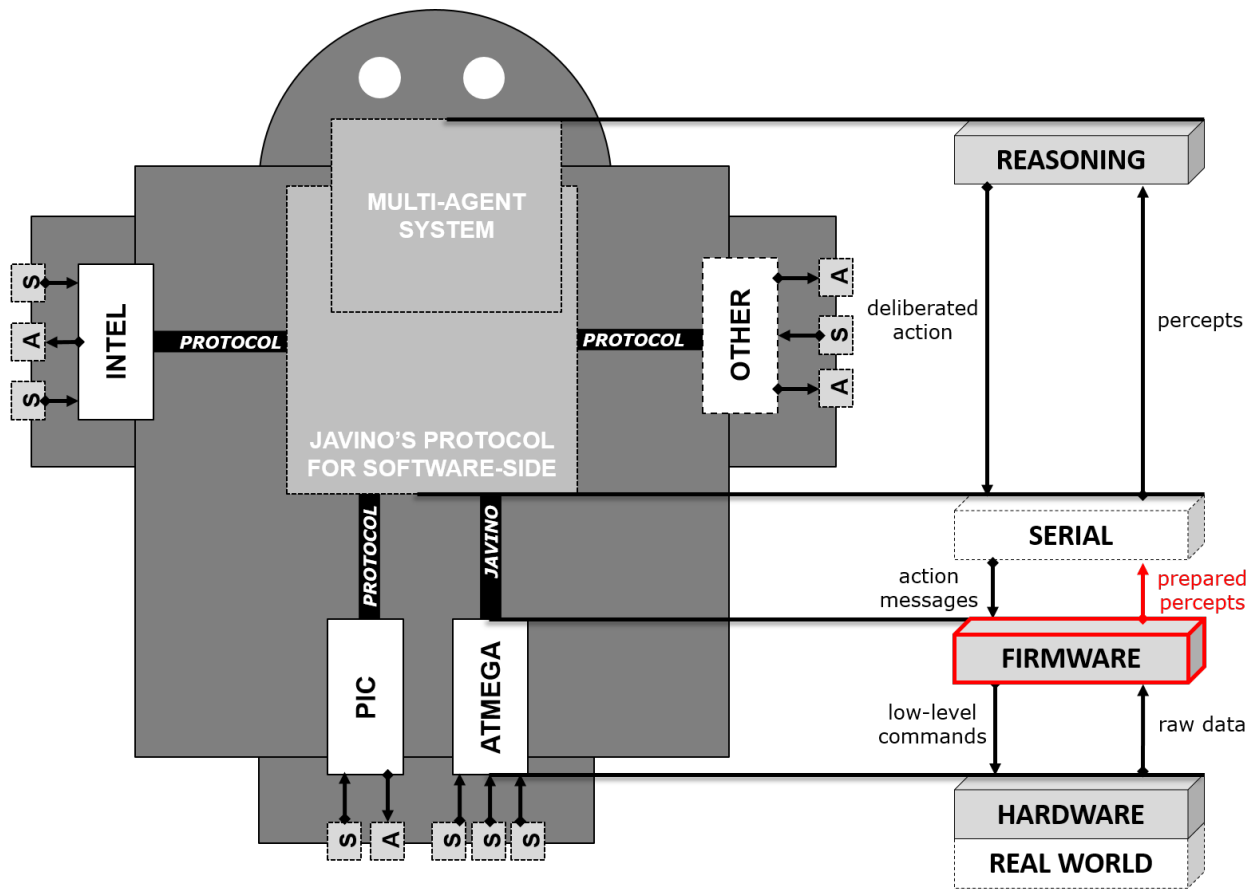 REASONING
MULTI-AGENT
SYSTEM
S
A
S
INTEL
PROTOCOL
PROTOCOL
OTHER
A
S
A
deliberated
action
percepts
JAVINO'S PROTOCOL
FOR SOFTWARE-SIDE
SERIAL
PROTOCOL
JAVINO
action
messages
prepared
percepts
FIRMWARE
PIC
ATMEGA
low-level
commands
raw data
HARDWARE
S
A
S
S
S
REAL WORLD